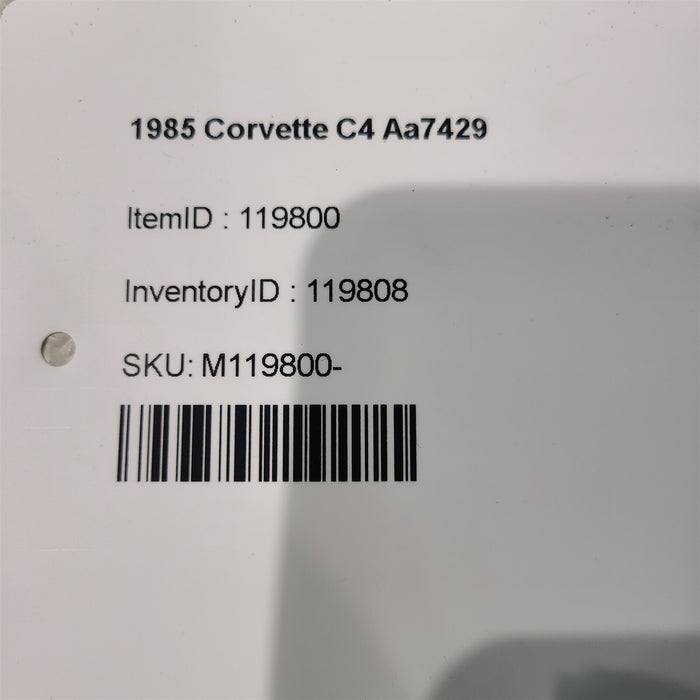 1985 Corvette C4 Aa7429
ItemID : 119800
InventoryID : 119808
SKU: M119800-